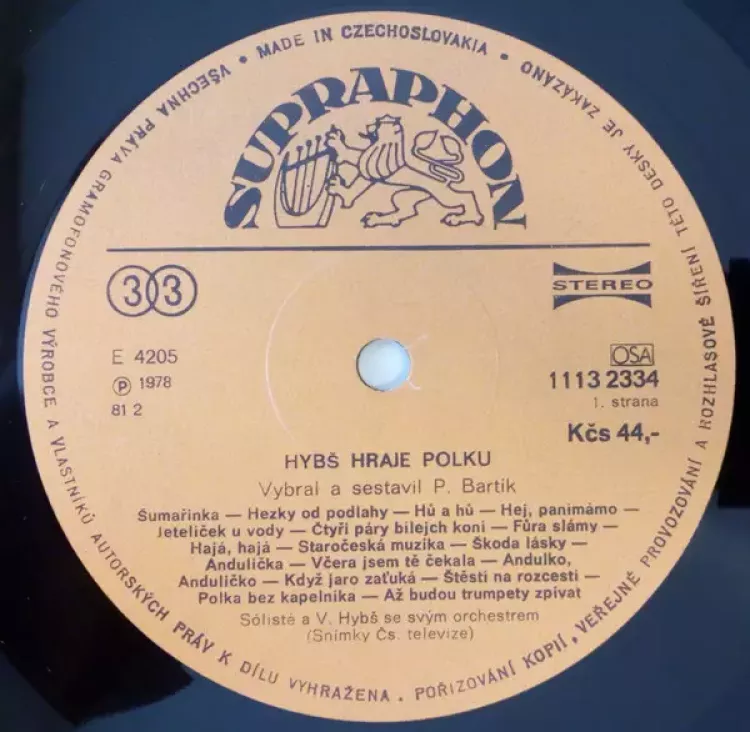 VŠECHNA PRÁVA GRAMOFONOVÉHO VÝROBCE A VLASTNÍKŮ AUTORSKÝCH PRÁV K DÍLU VYHRAŽENA . POŘIZOVÁNÍ KOPIÍ, VEŘEJNÉ PROVOZOVÁNÍ A ROZHLASOVÉ ŠÍŘENÍ TÉTO DESKY JE ZAKÁZÁNO • MADE IN CZECHOSLOVAKIA •
SUPRAPHON
33
STEREO
E 4205
℗ 1978
81 2
OSA
1113 2334
1. strana
Kčs 44,-
HYBŠ HRAJE POLKU
Vybral a sestavil P. Bartík
Šumařinka — Hezky od podlahy — Hů a hů — Hej, panímámo —
Jetelíček u vody — Čtyři páry bílejch koní — Fůra slámy —
Hajá, hajá — Staročeská muzika — Škoda lásky —
Andulička — Včera jsem tě čekala — Andulko,
Anduličko — Když jaro zaťuká — Štěstí na rozcestí —
Polka bez kapelníka — Až budou trumpety zpívat
Sólisté a V. Hybš se svým orchestrem
(Snímky Čs. televize)